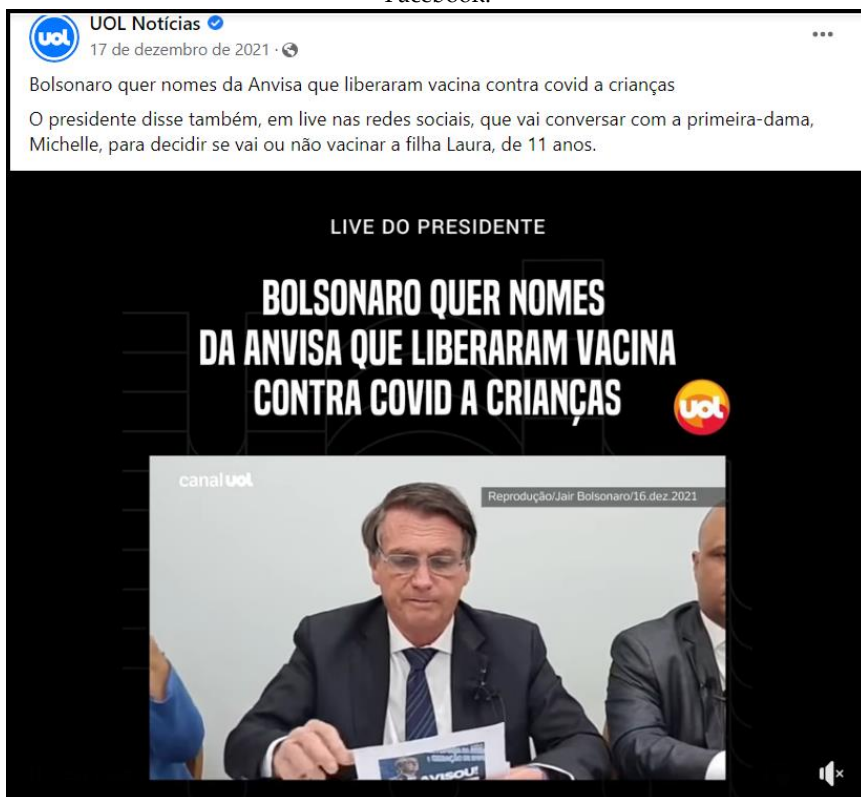 Facebook.
uol
UOL Notícias
17 de dezembro de 2021 ·
Bolsonaro quer nomes da Anvisa que liberaram vacina contra covid a crianças
O presidente disse também, em live nas redes sociais, que vai conversar com a primeira-dama,
Michelle, para decidir se vai ou não vacinar a filha Laura, de 11 anos.
LIVE DO PRESIDENTE
BOLSONARO QUER NOMES
DA ANVISA QUE LIBERARAM VACINA
CONTRA COVID A CRIANÇAS
uol
canal uol
Reprodução/Jair Bolsonaro/16.dez.2021
AVISOU